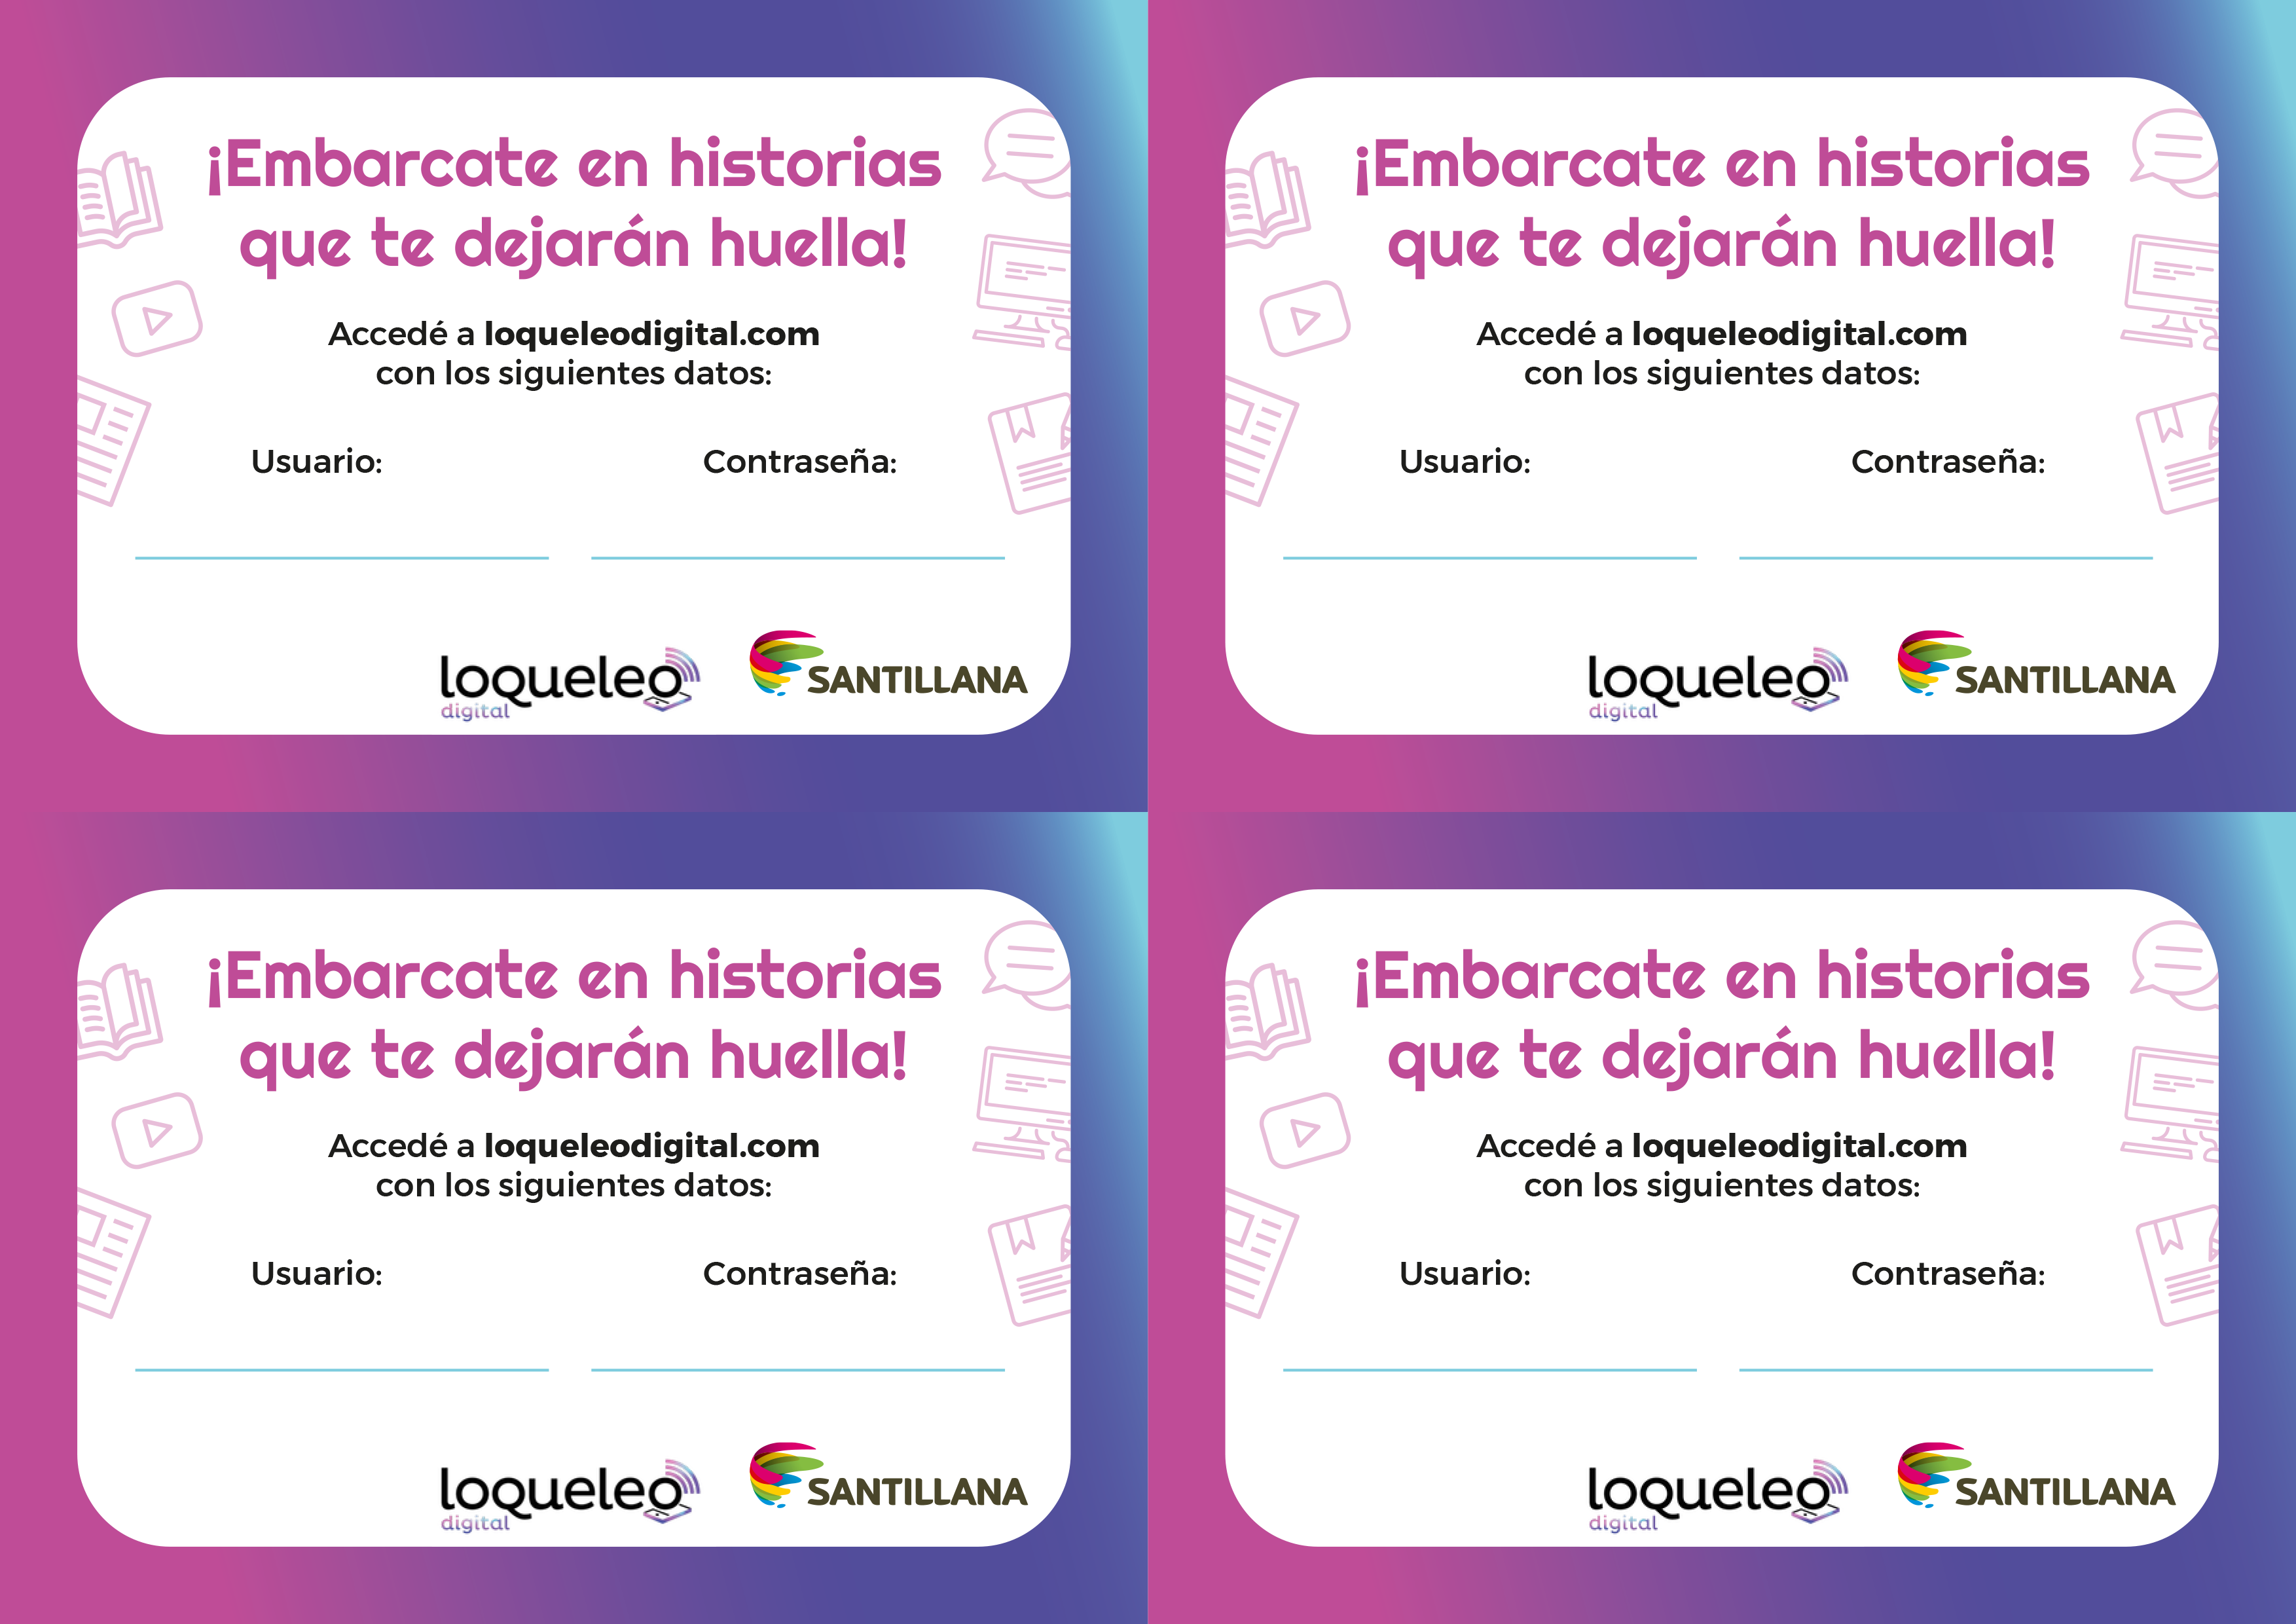 ¡Embarcate en historias
que te dejarán huella!
Accedé a loqueleodigital.com
con los siguientes datos:
Usuario: Contraseña:
loqueleo
digital
SANTILLANA
¡Embarcate en historias
que te dejarán huella!
Accedé a loqueleodigital.com
con los siguientes datos:
Usuario: Contraseña:
loqueleo
digital
SANTILLANA
¡Embarcate en historias
que te dejarán huella!
Accedé a loqueleodigital.com
con los siguientes datos:
Usuario: Contraseña:
loqueleo
digital
SANTILLANA
¡Embarcate en historias
que te dejarán huella!
Accedé a loqueleodigital.com
con los siguientes datos:
Usuario: Contraseña:
loqueleo
digital
SANTILLANA